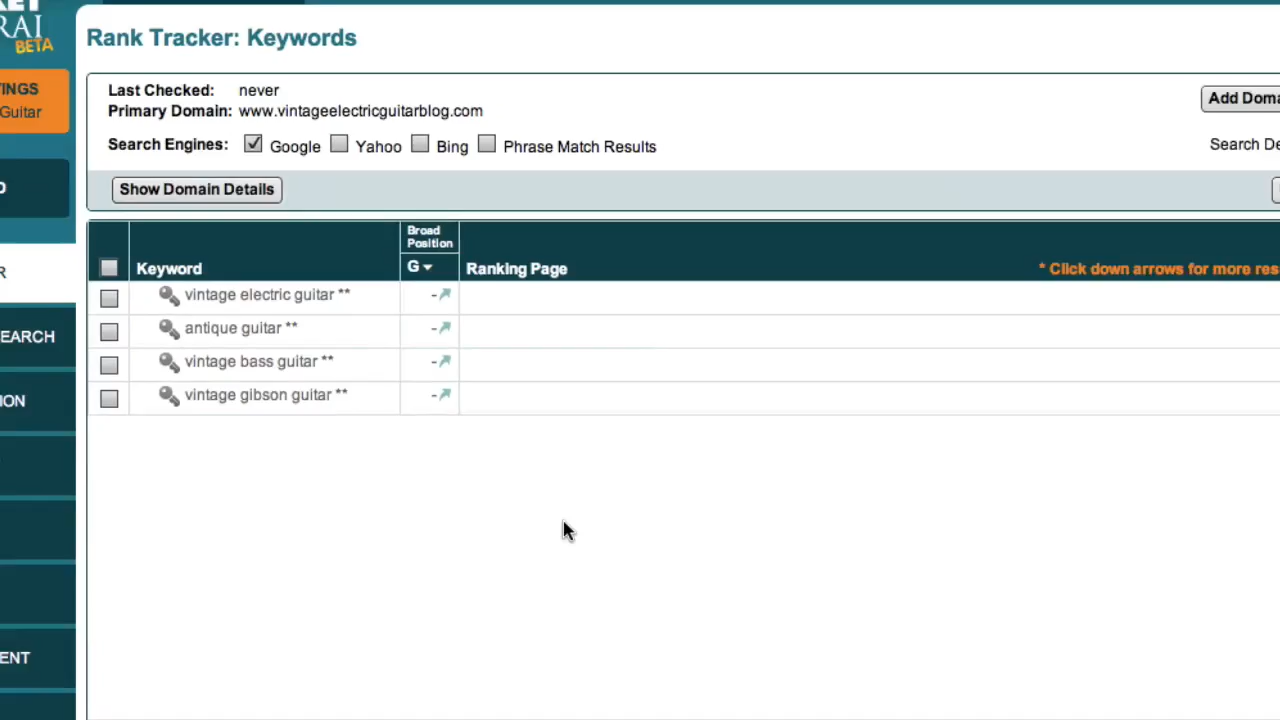 RAI
BETA
Rank Tracker: Keywords
Last Checked: never
Primary Domain: www.vintageelectricguitarblog.com
Add Doma
Search Engines: Google Yahoo Bing Phrase Match Results
Search De
Show Domain Details
Keyword
Broad
Position
G
Ranking Page
* Click down arrows for more res
vintage electric guitar ** -
antique guitar ** -
vintage bass guitar ** -
vintage gibson guitar ** -
TINGS
Guitar
R
EARCH
ION
ENT